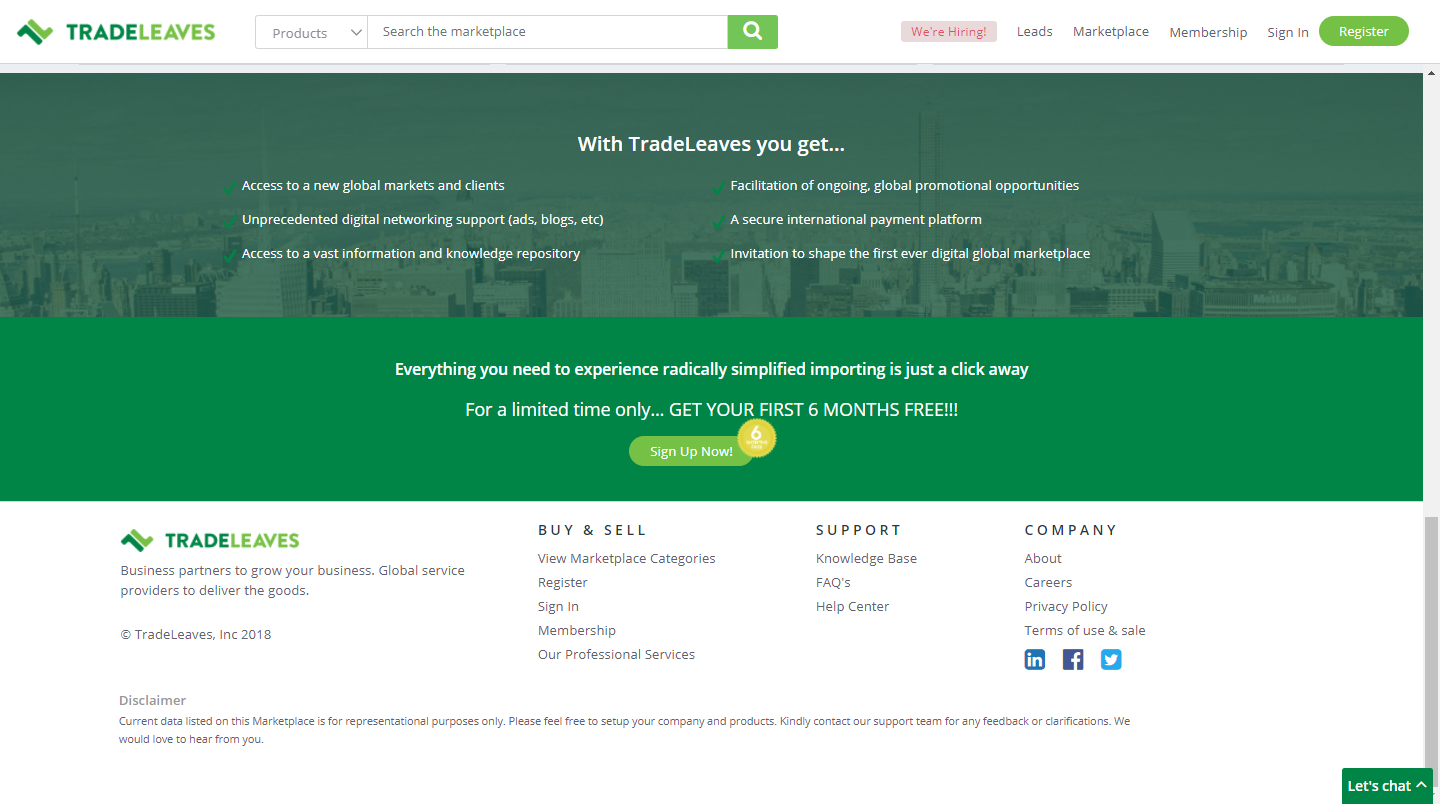 TRADELEAVES
Products
Search the marketplace
We're Hiring!
Leads
Marketplace
Membership
Sign In
Register
With TradeLeaves you get...
Access to a new global markets and clients
Unprecedented digital networking support (ads, blogs, etc)
Access to a vast information and knowledge repository
Facilitation of ongoing, global promotional opportunities
A secure international payment platform
Invitation to shape the first ever digital global marketplace
MetLife
Everything you need to experience radically simplified importing is just a click away
For a limited time only... GET YOUR FIRST 6 MONTHS FREE!!!
Sign Up Now!
6
TRADELEAVES
Business partners to grow your business. Global service
providers to deliver the goods.
© TradeLeaves, Inc 2018
BUY & SELL
View Marketplace Categories
Register
Sign In
Membership
Our Professional Services
SUPPORT
Knowledge Base
FAQ's
Help Center
COMPANY
About
Careers
Privacy Policy
Terms of use & sale
Disclaimer
Current data listed on this Marketplace is for representational purposes only. Please feel free to setup your company and products. Kindly contact our support team for any feedback or clarifications. We
would love to hear from you.
Let's chat